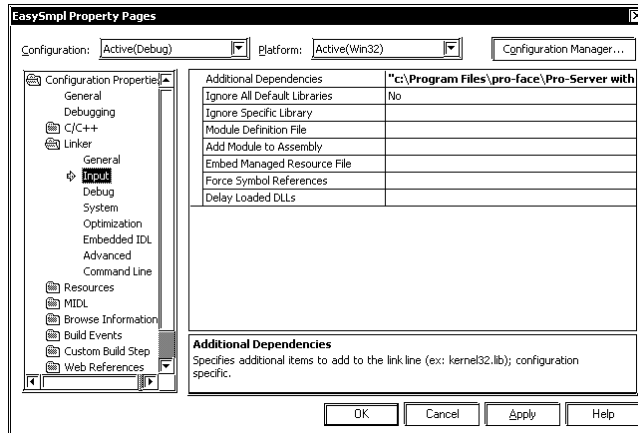 EasySmpl Property Pages
Configuration: Active(Debug) Platform: Active(Win32) Configuration Manager...
Configuration Properties
General
Debugging
C/C++
Linker
General
Input
Debug
System
Optimization
Embedded IDL
Advanced
Command Line
Resources
MIDL
Browse Information
Build Events
Custom Build Step
Web References
Additional Dependencies "c:\Program Files\pro-face\Pro-Server with
Ignore All Default Libraries No
Ignore Specific Library
Module Definition File
Add Module to Assembly
Embed Managed Resource File
Force Symbol References
Delay Loaded DLLs
Additional Dependencies
Specifies additional items to add to the link line (ex: kernel32.lib); configuration
specific.
OK Cancel Apply Help